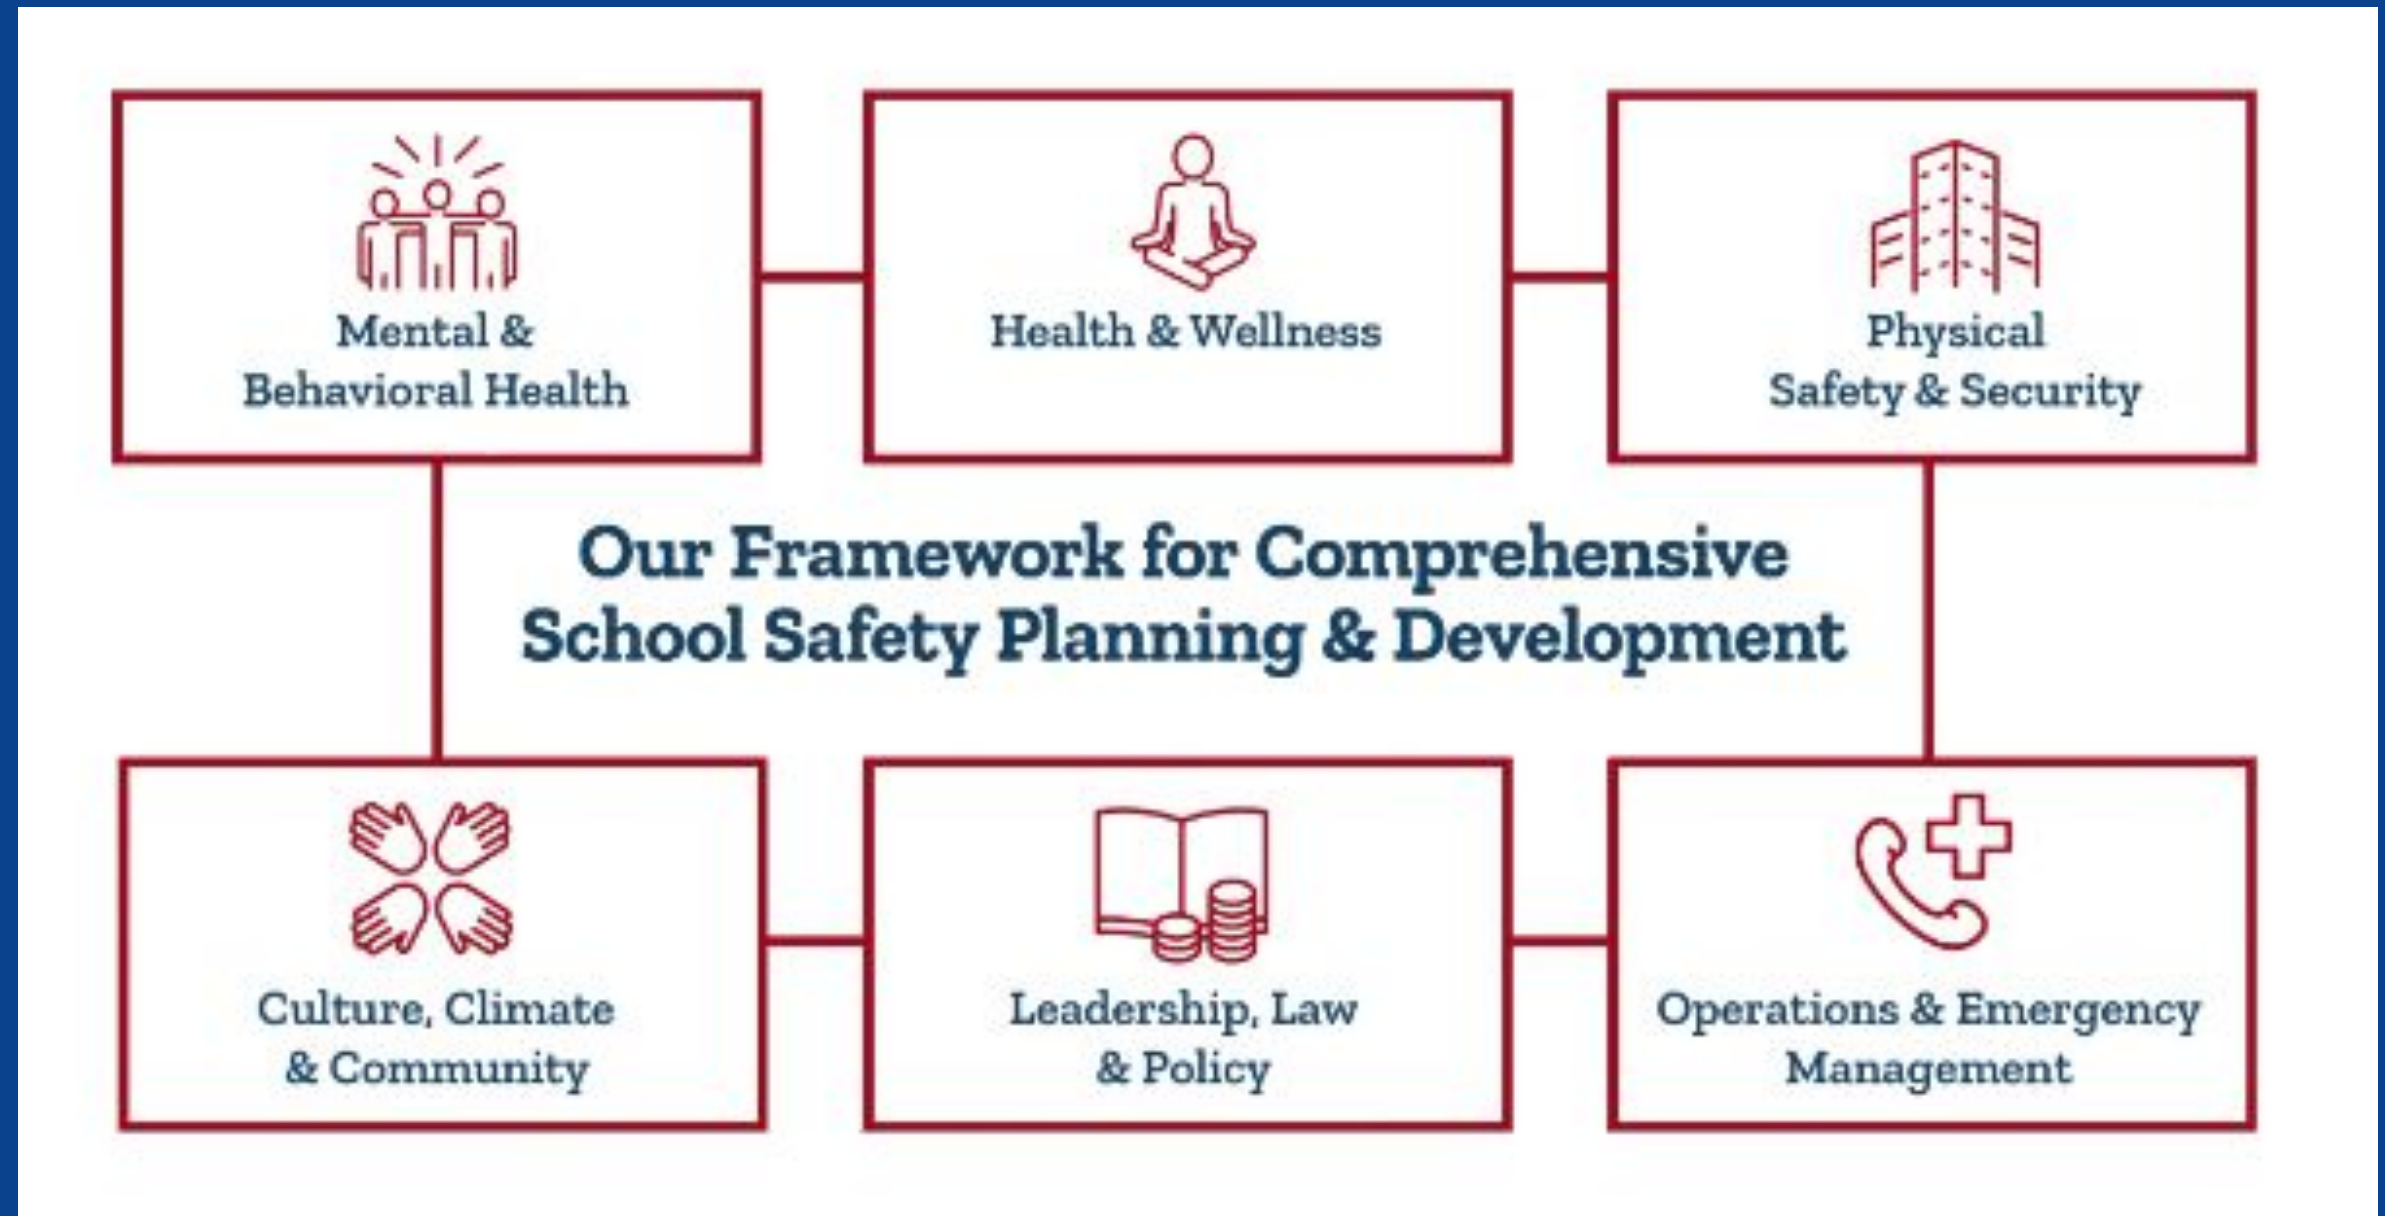 Mental &
Behavioral Health
Health & Wellness
Physical
Safety & Security
Our Framework for Comprehensive
School Safety Planning & Development
Culture, Climate
& Community
Leadership, Law
& Policy
Operations & Emergency
Management